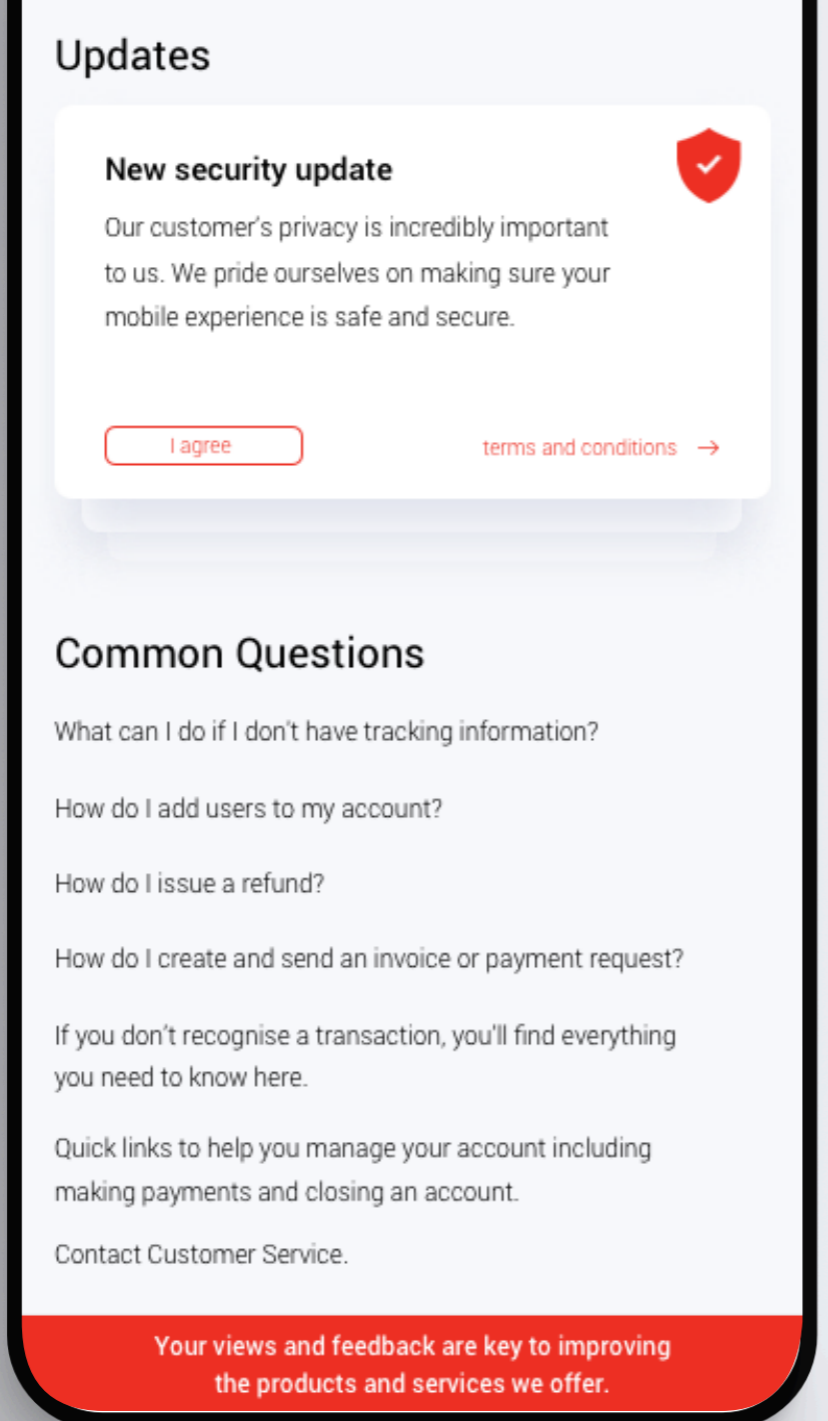 Updates
New security update
Our customer's privacy is incredibly important
to us. We pride ourselves on making sure your
mobile experience is safe and secure.
I agree
terms and conditions →
Common Questions
What can I do if I don't have tracking information?
How do I add users to my account?
How do I issue a refund?
How do I create and send an invoice or payment request?
If you don't recognise a transaction, you'll find everything
you need to know here.
Quick links to help you manage your account including
making payments and closing an account.
Contact Customer Service.
Your views and feedback are key to improving
the products and services we offer.